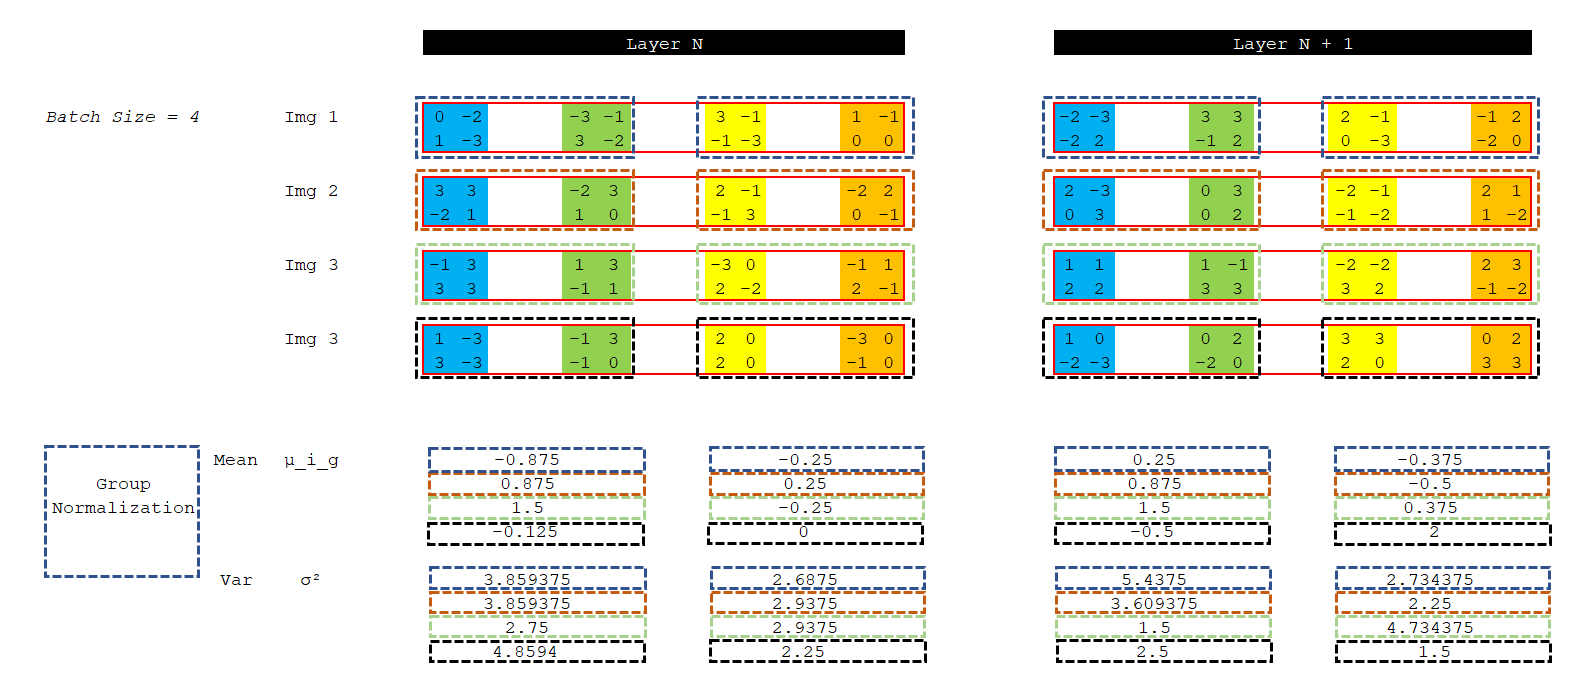 Layer N Layer N + 1
Batch Size = 4 Img 1 0 -2 -3 -1 3 -1 1 -1 -2 -3 3 3 2 -1 -1 2
1 -3 3 -2 -1 -3 0 0 -2 2 -1 2 0 -3 -2 0
Img 2 3 3 -2 3 2 -1 -2 2 2 -3 0 3 -2 -1 2 1
-2 1 1 0 -1 3 0 -1 0 3 0 2 -1 -2 1 -2
Img 3 -1 3 1 3 -3 0 -1 1 1 1 1 -1 -2 -2 2 3
3 3 -1 1 2 -2 2 -1 2 2 3 3 3 2 -1 -2
Img 3 1 -3 -1 3 2 0 -3 0 1 0 0 2 3 3 0 2
3 -3 -1 0 2 0 -1 0 -2 -3 -2 0 2 0 3 3
Mean μ_i_g -0.875 -0.25 0.25 -0.375
Group 0.875 0.25 0.875 -0.5
Normalization 1.5 -0.25 1.5 0.375
-0.125 0 -0.5 2
Var σ² 3.859375 2.6875 5.4375 2.734375
3.859375 2.9375 3.609375 2.25
2.75 2.9375 1.5 4.734375
4.8594 2.25 2.5 1.5